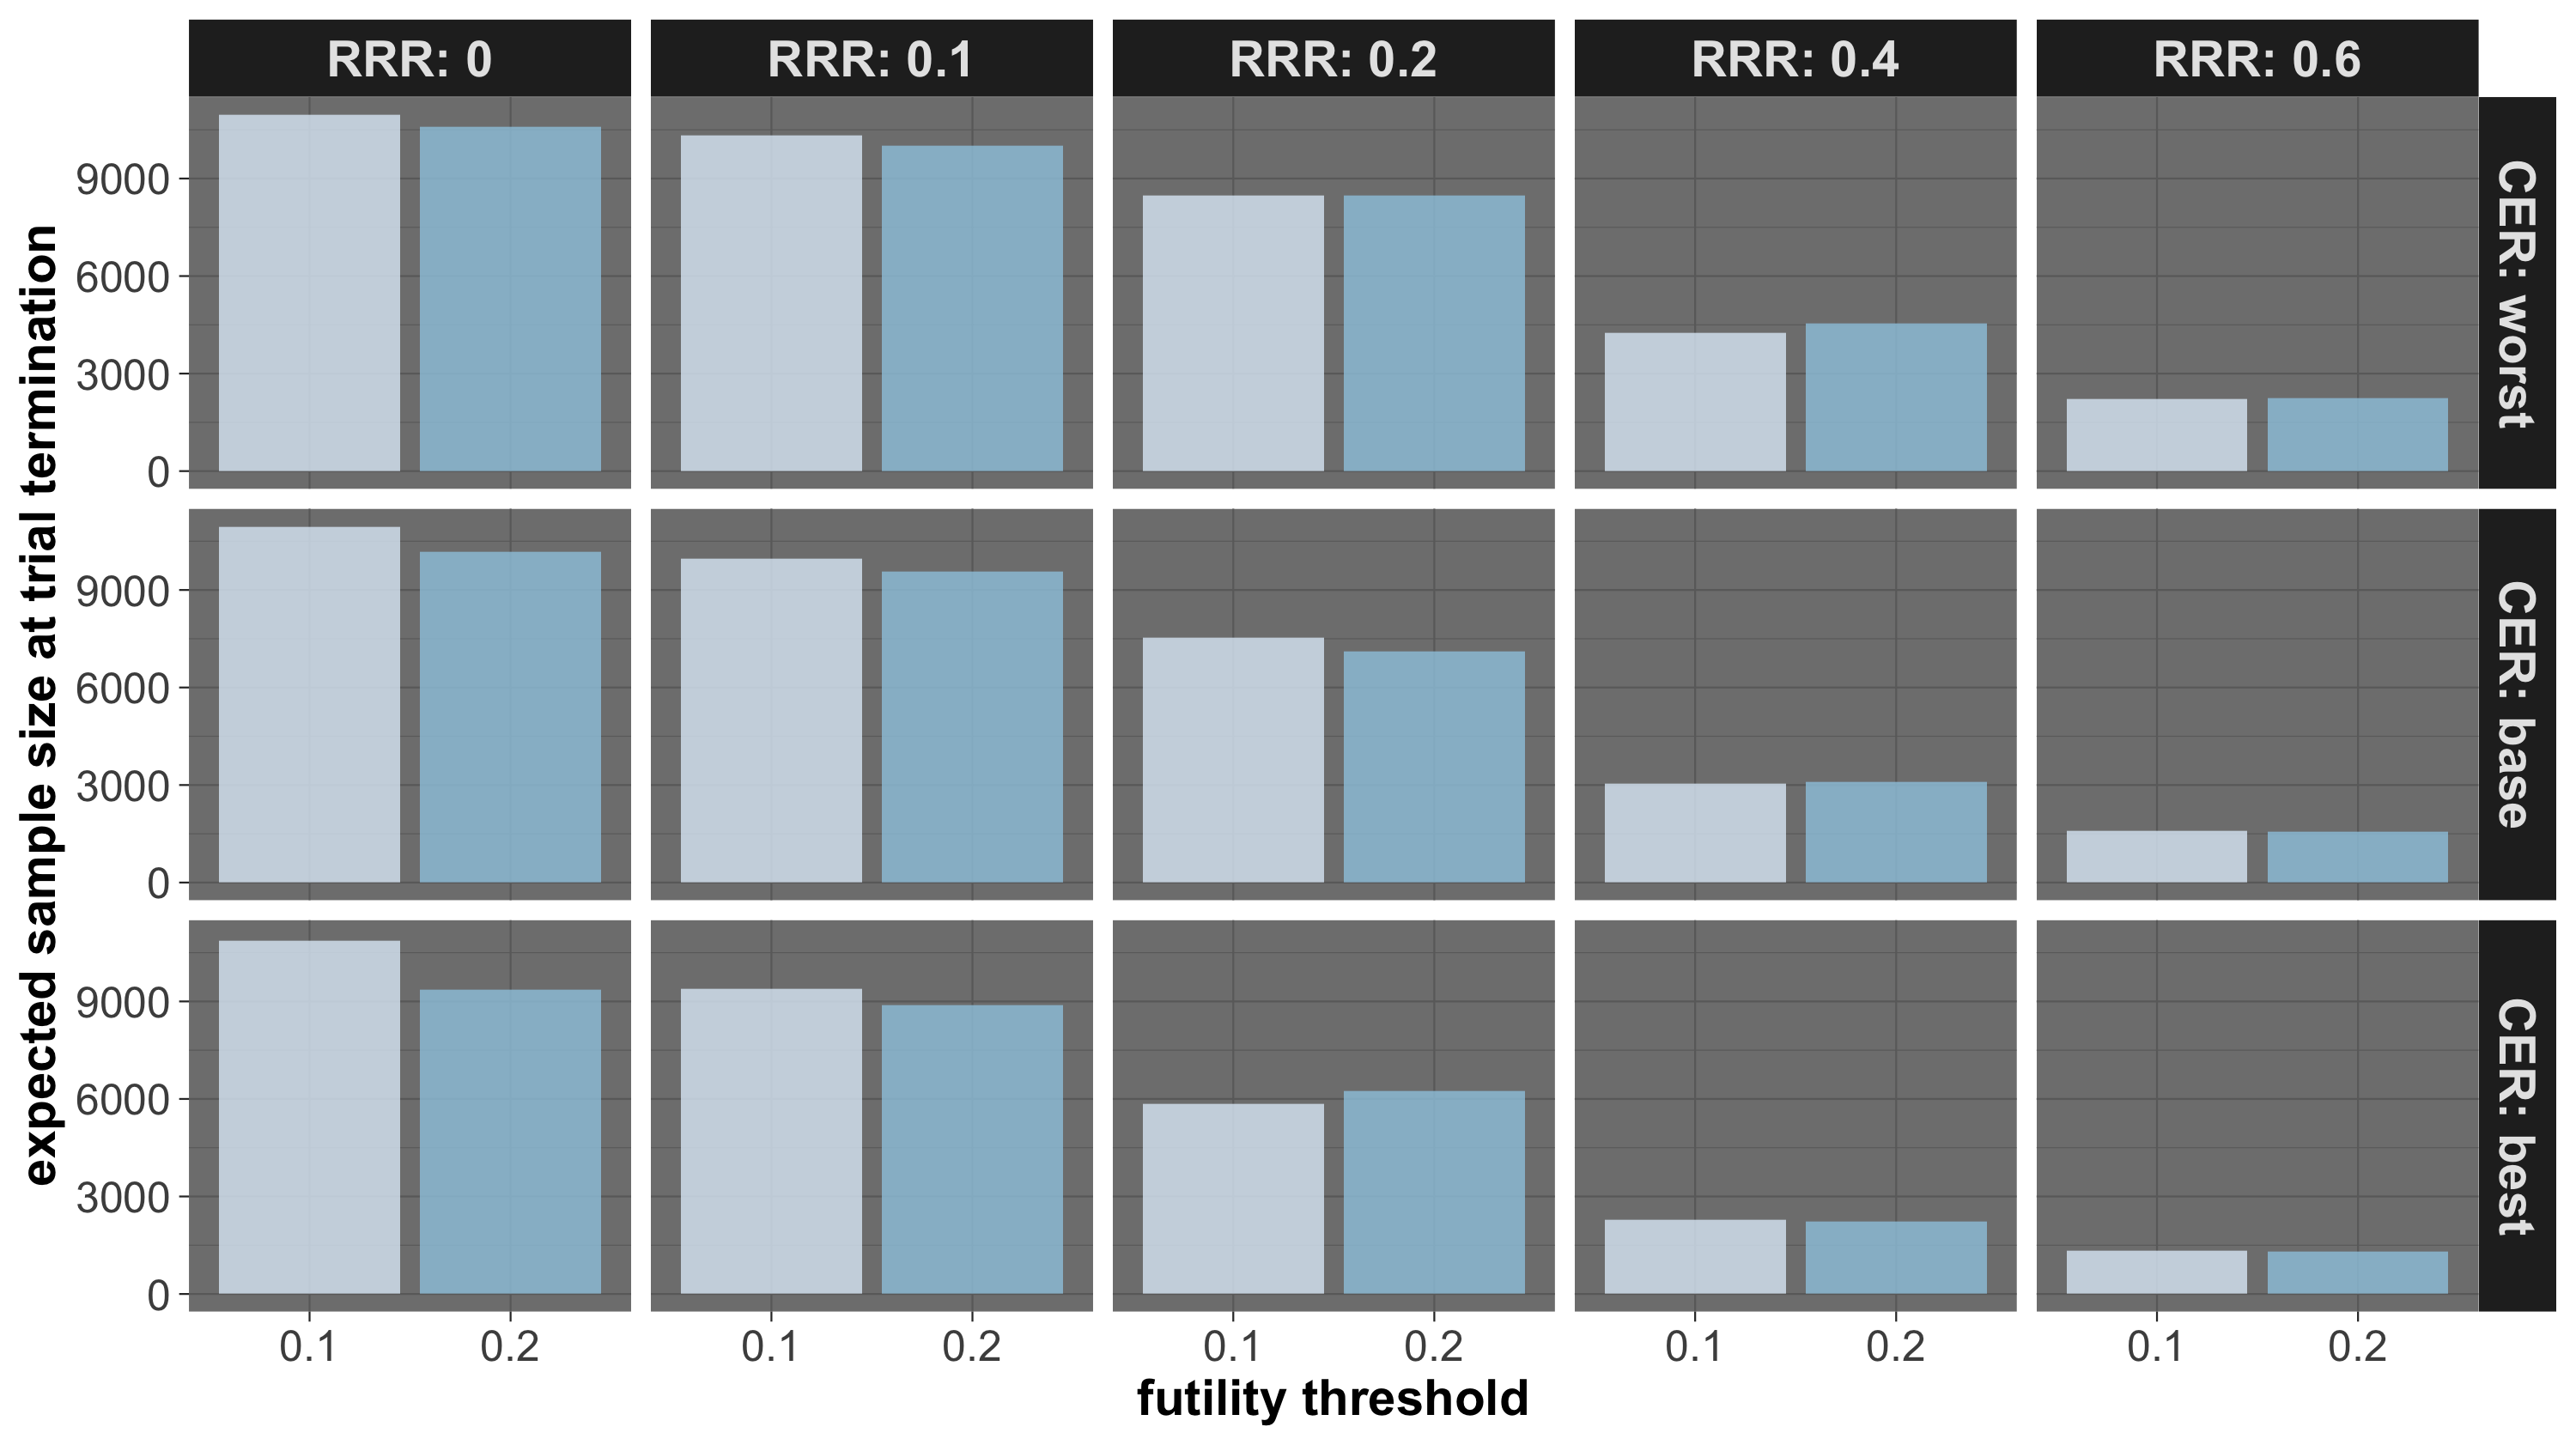 RRR: 0
RRR: 0.1
RRR: 0.2
RRR: 0.4
RRR: 0.6
expected sample size at trial termination
9000
6000
3000
0
CER: worst
9000
6000
3000
0
CER: base
9000
6000
3000
0
CER: best
0.1
0.2
0.1
0.2
0.1
0.2
0.1
0.2
0.1
0.2
futility threshold